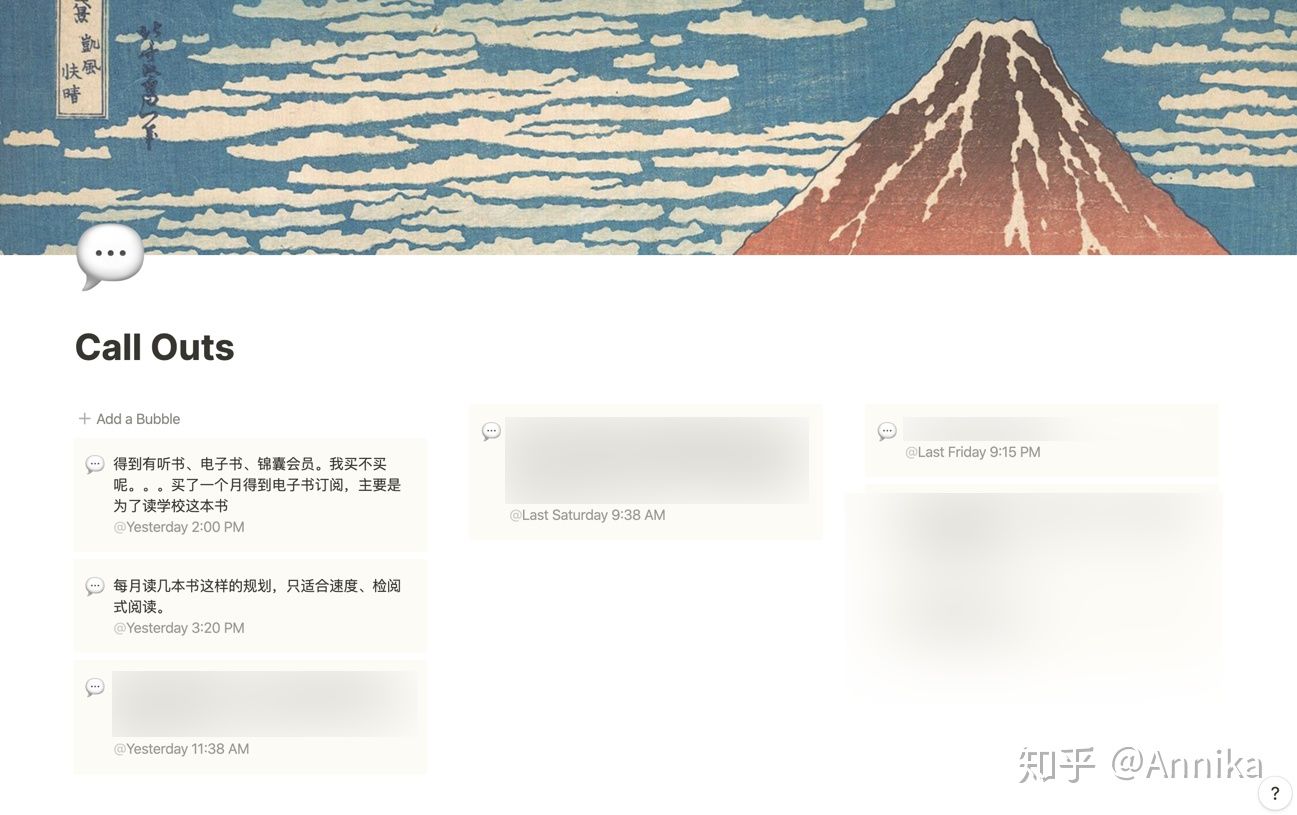 凱風
快晴
Call Outs
+ Add a Bubble
得到有听书、电子书、锦囊会员。我买不买
呢。。。买了一个月得到电子书订阅，主要是
为了读学校这本书
@Yesterday 2:00 PM
每月读几本书这样的规划，只适合速度、检阅
式阅读。
@Yesterday 3:20 PM
@Yesterday 11:38 AM
@Last Saturday 9:38 AM
@Last Friday 9:15 PM
知乎 @Annika
?